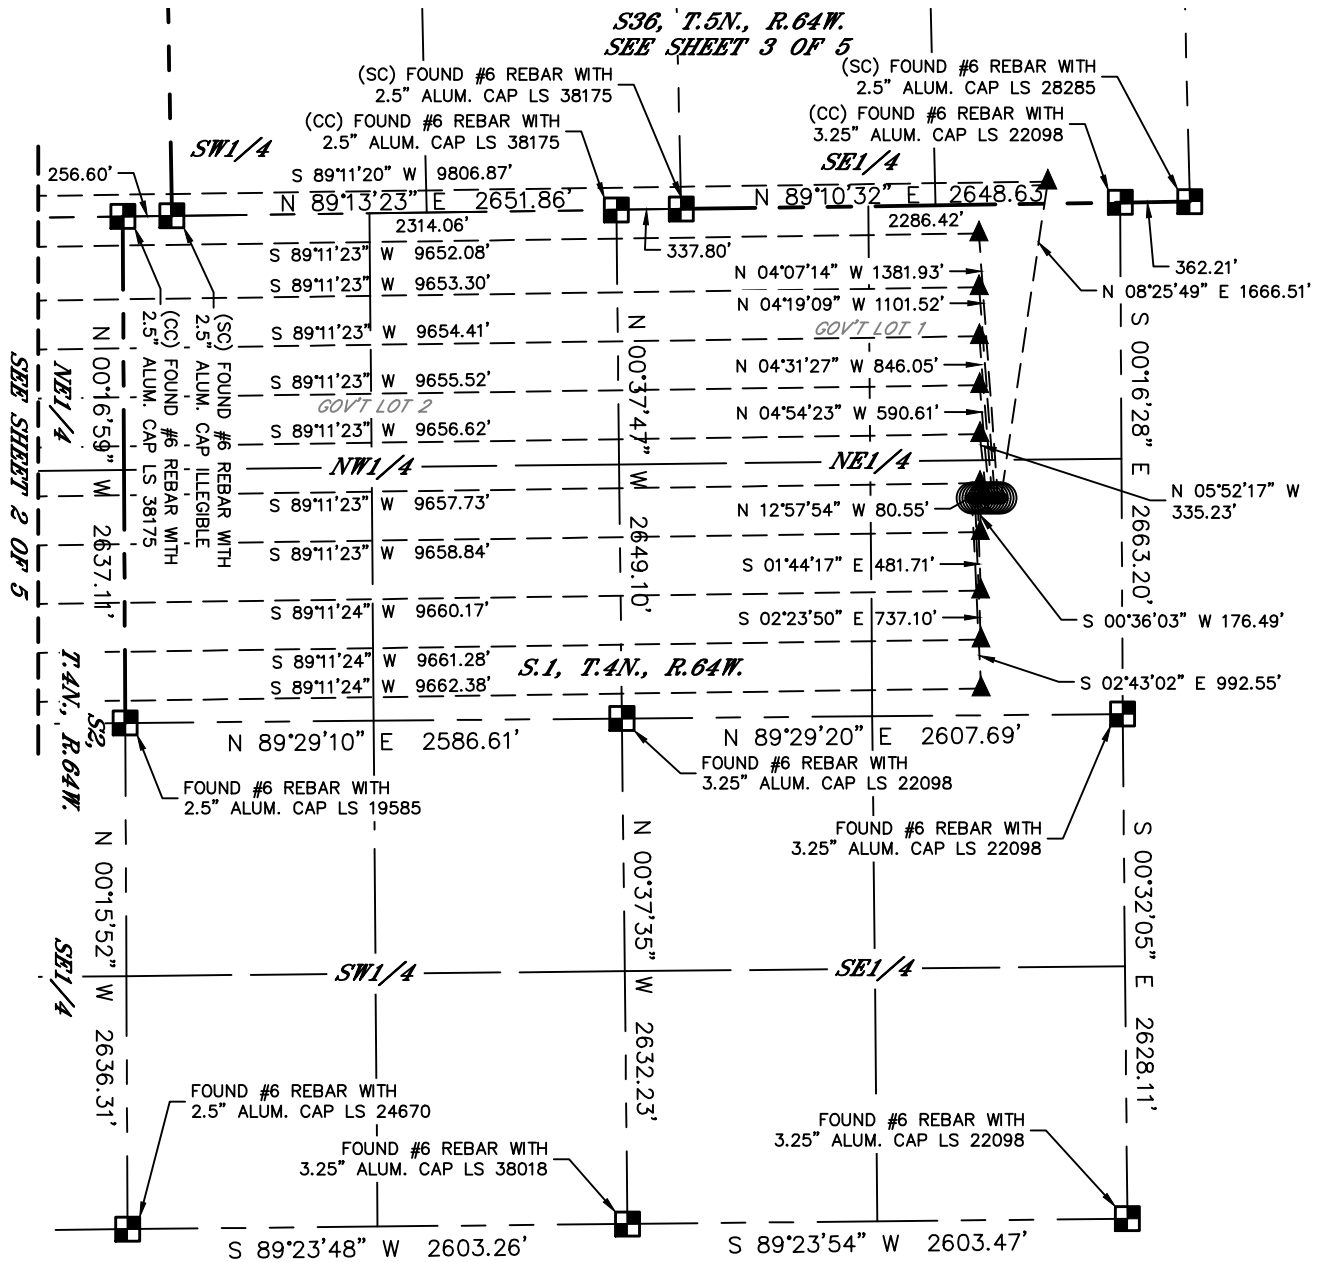 S36, T.5N., R.64W.
SEE SHEET 3 OF 5
(SC) FOUND #6 REBAR WITH
2.5" ALUM. CAP LS 38175
(SC) FOUND #6 REBAR WITH
2.5" ALUM. CAP LS 28285
(CC) FOUND #6 REBAR WITH
2.5" ALUM. CAP LS 38175
(CC) FOUND #6 REBAR WITH
3.25" ALUM. CAP LS 22098
SW1/4
SE1/4
256.60'
S 89°11'20" W 9806.87'
N 89°13'23" E 2651.86'
N 89°10'32" E 2648.63'
2314.06'
2286.42'
337.80'
362.21'
S 89°11'23" W 9652.08'
S 89°11'23" W 9653.30'
S 89°11'23" W 9654.41'
S 89°11'23" W 9655.52'
GOV'T LOT 2
S 89°11'23" W 9656.62'
NW1/4
S 89°11'23" W 9657.73'
S 89°11'23" W 9658.84'
S 89°11'24" W 9660.17'
S 89°11'24" W 9661.28'
S 89°11'24" W 9662.38'
N 04°07'14" W 1381.93'
N 04°19'09" W 1101.52'
GOV'T LOT 1
N 04°31'27" W 846.05'
N 04°54'23" W 590.61'
NE1/4
N 12°57'54" W 80.55'
S 01°44'17" E 481.71'
S 02°23'50" E 737.10'
N 08°25'49" E 1666.51'
N 05°52'17" W
335.23'
S 00°36'03" W 176.49'
S 02°43'02" E 992.55'
S.1, T.4N., R.64W.
SEE SHEET 2 OF 5
NE1/4
N 00°16'59" W 2637.11'
(CC) FOUND #6 REBAR WITH
2.5" ALUM. CAP LS 38175
(SC) FOUND #6 REBAR WITH
2.5" ALUM. CAP ILLEGIBLE
N 00°37'47" W 2649.10'
S 00°16'28" E 2663.20'
S2,
T.4N., R.64W.
N 89°29'10" E 2586.61'
N 89°29'20" E 2607.69'
FOUND #6 REBAR WITH
2.5" ALUM. CAP LS 19585
FOUND #6 REBAR WITH
3.25" ALUM. CAP LS 22098
FOUND #6 REBAR WITH
3.25" ALUM. CAP LS 22098
N 00°15'52" W 2636.31'
N 00°37'35" W 2632.23'
S 00°32'05" E 2628.11'
SE1/4
SW1/4
SE1/4
FOUND #6 REBAR WITH
2.5" ALUM. CAP LS 24670
FOUND #6 REBAR WITH
3.25" ALUM. CAP LS 38018
FOUND #6 REBAR WITH
3.25" ALUM. CAP LS 22098
S 89°23'48" W 2603.26'
S 89°23'54" W 2603.47'